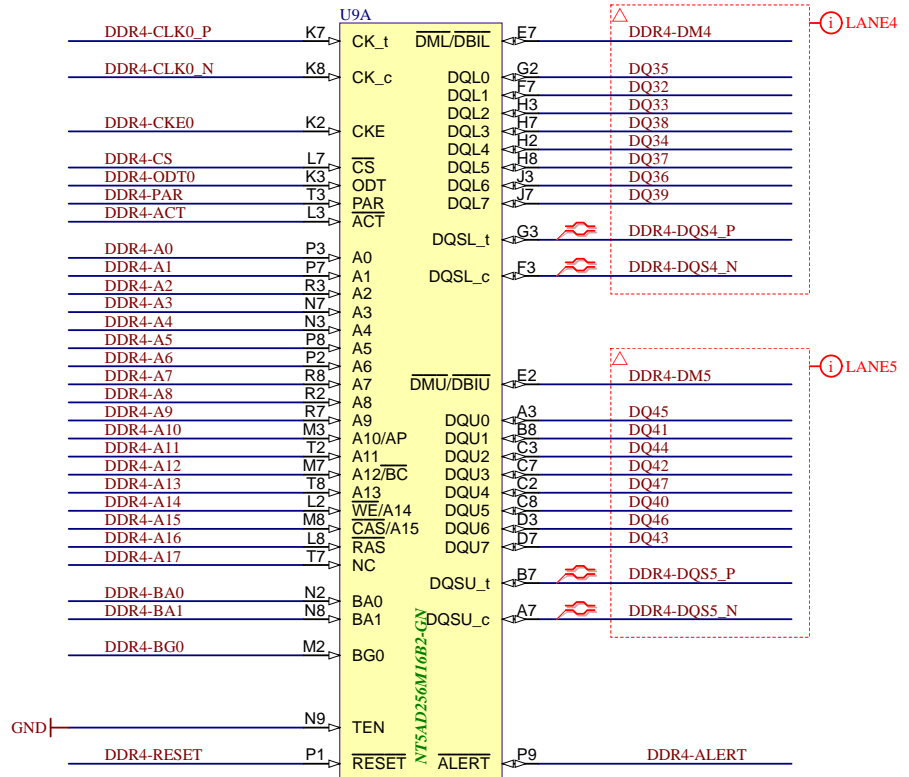 U9A
DDR4-CLK0_P K7 CK_t DML/DBIL E7 DDR4-DM4 i LANE4
DDR4-CLK0_N K8 CK_c DQL0 G2 DQ35
DQL1 F7 DQ32
DQL2 H3 DQ33
DDR4-CKE0 K2 CKE DQL3 H7 DQ38
DQL4 H2 DQ34
DDR4-CS L7 CS DQL5 H8 DQ37
DDR4-ODT0 K3 ODT DQL6 J3 DQ36
DDR4-PAR T3 PAR DQL7 J7 DQ39
DDR4-ACT L3 ACT
DQSL_t G3 DDR4-DQS4_P
DDR4-A0 P3 A0
DDR4-A1 P7 A1 DQSL_c F3 DDR4-DQS4_N
DDR4-A2 R3 A2
DDR4-A3 N7 A3
DDR4-A4 N3 A4
DDR4-A5 P8 A5
DDR4-A6 P2 A6 i LANE5
DDR4-A7 R8 A7 DMU/DBIU E2 DDR4-DM5
DDR4-A8 R2 A8
DDR4-A9 R7 A9 DQU0 A3 DQ45
DDR4-A10 M3 A10/AP DQU1 B8 DQ41
DDR4-A11 T2 A11 DQU2 C3 DQ44
DDR4-A12 M7 A12/BC DQU3 C7 DQ42
DDR4-A13 T8 A13 DQU4 C2 DQ47
DDR4-A14 L2 WE/A14 DQU5 C8 DQ40
DDR4-A15 M8 CAS/A15 DQU6 D3 DQ46
DDR4-A16 L8 RAS DQU7 D7 DQ43
DDR4-A17 T7 NC
DQSU_t B7 DDR4-DQS5_P
DDR4-BA0 N2 BA0
DDR4-BA1 N8 BA1 DQSU_c A7 DDR4-DQS5_N
DDR4-BG0 M2 BG0
NT5AD256M16B2-GN
GND N9 TEN
DDR4-RESET P1 RESET ALERT P9 DDR4-ALERT